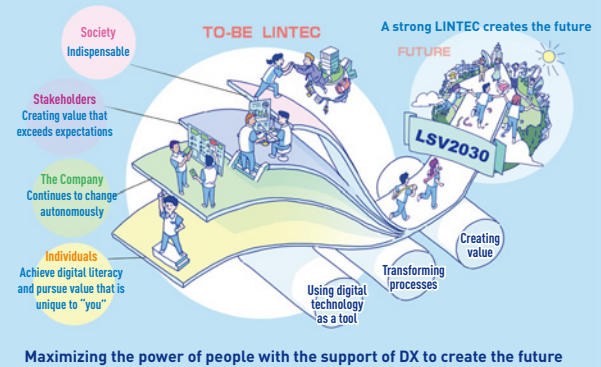 TO-BE LINTEC
A strong LINTEC creates the future
FUTURE
LSV2030
Society
Indispensable
Stakeholders
Creating value that
exceeds expectations
The Company
Continues to change
autonomously
Individuals
Achieve digital literacy
and pursue value that is
unique to "you"
Using digital
technology
as a tool
Transforming
processes
Creating
value
Maximizing the power of people with the support of DX to create the future